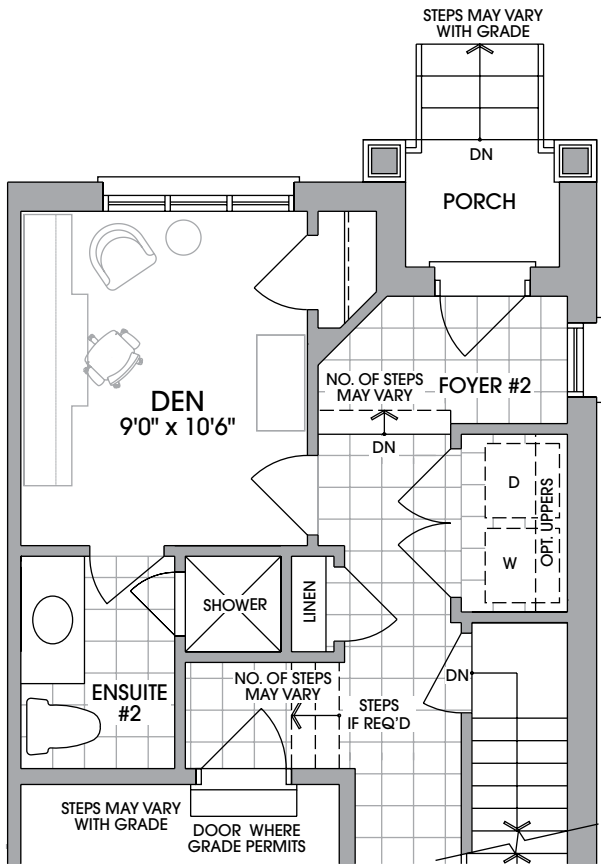 STEPS MAY VARY
WITH GRADE
DN
PORCH
NO. OF STEPS
MAY VARY
FOYER #2
DN
DEN
9'0" x 10'6"
D
W
OPT. UPPERS
SHOWER
LINEN
DN
ENSUITE
#2
NO. OF STEPS
MAY VARY
STEPS
IF REQ'D
STEPS MAY VARY
WITH GRADE
DOOR WHERE
GRADE PERMITS